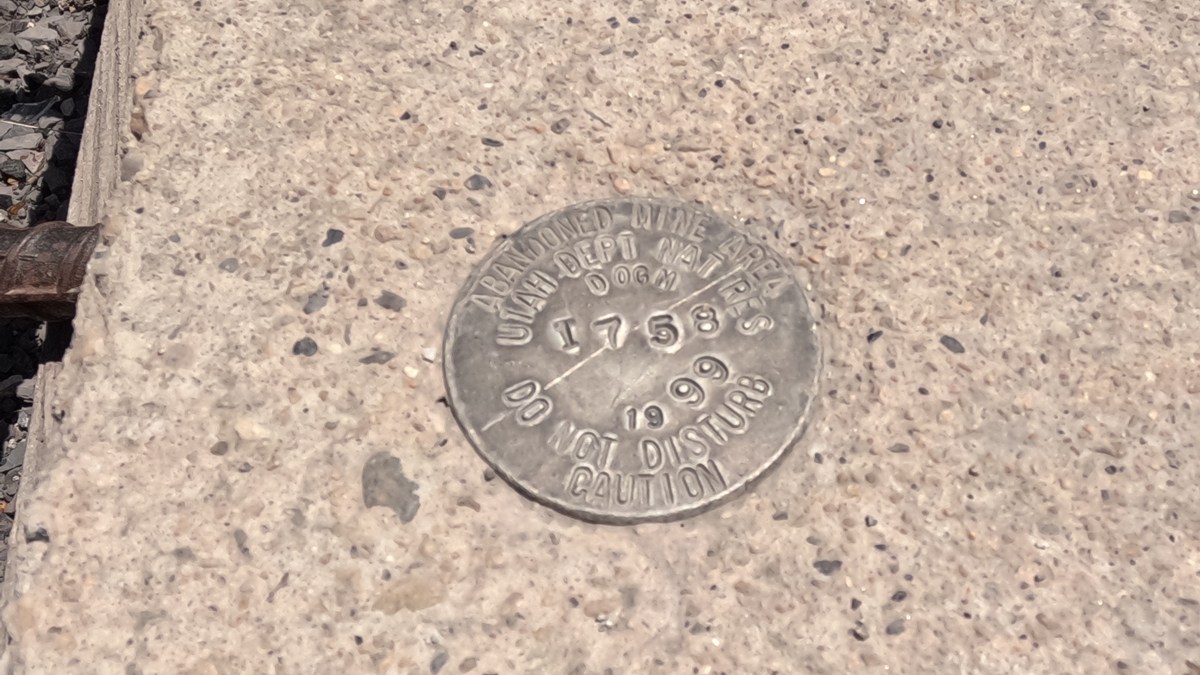 ABANDONED MINE AREA
UTAH DEPT NAT RES
DOGM
1758
1999
DO NOT DISTURB
CAUTION